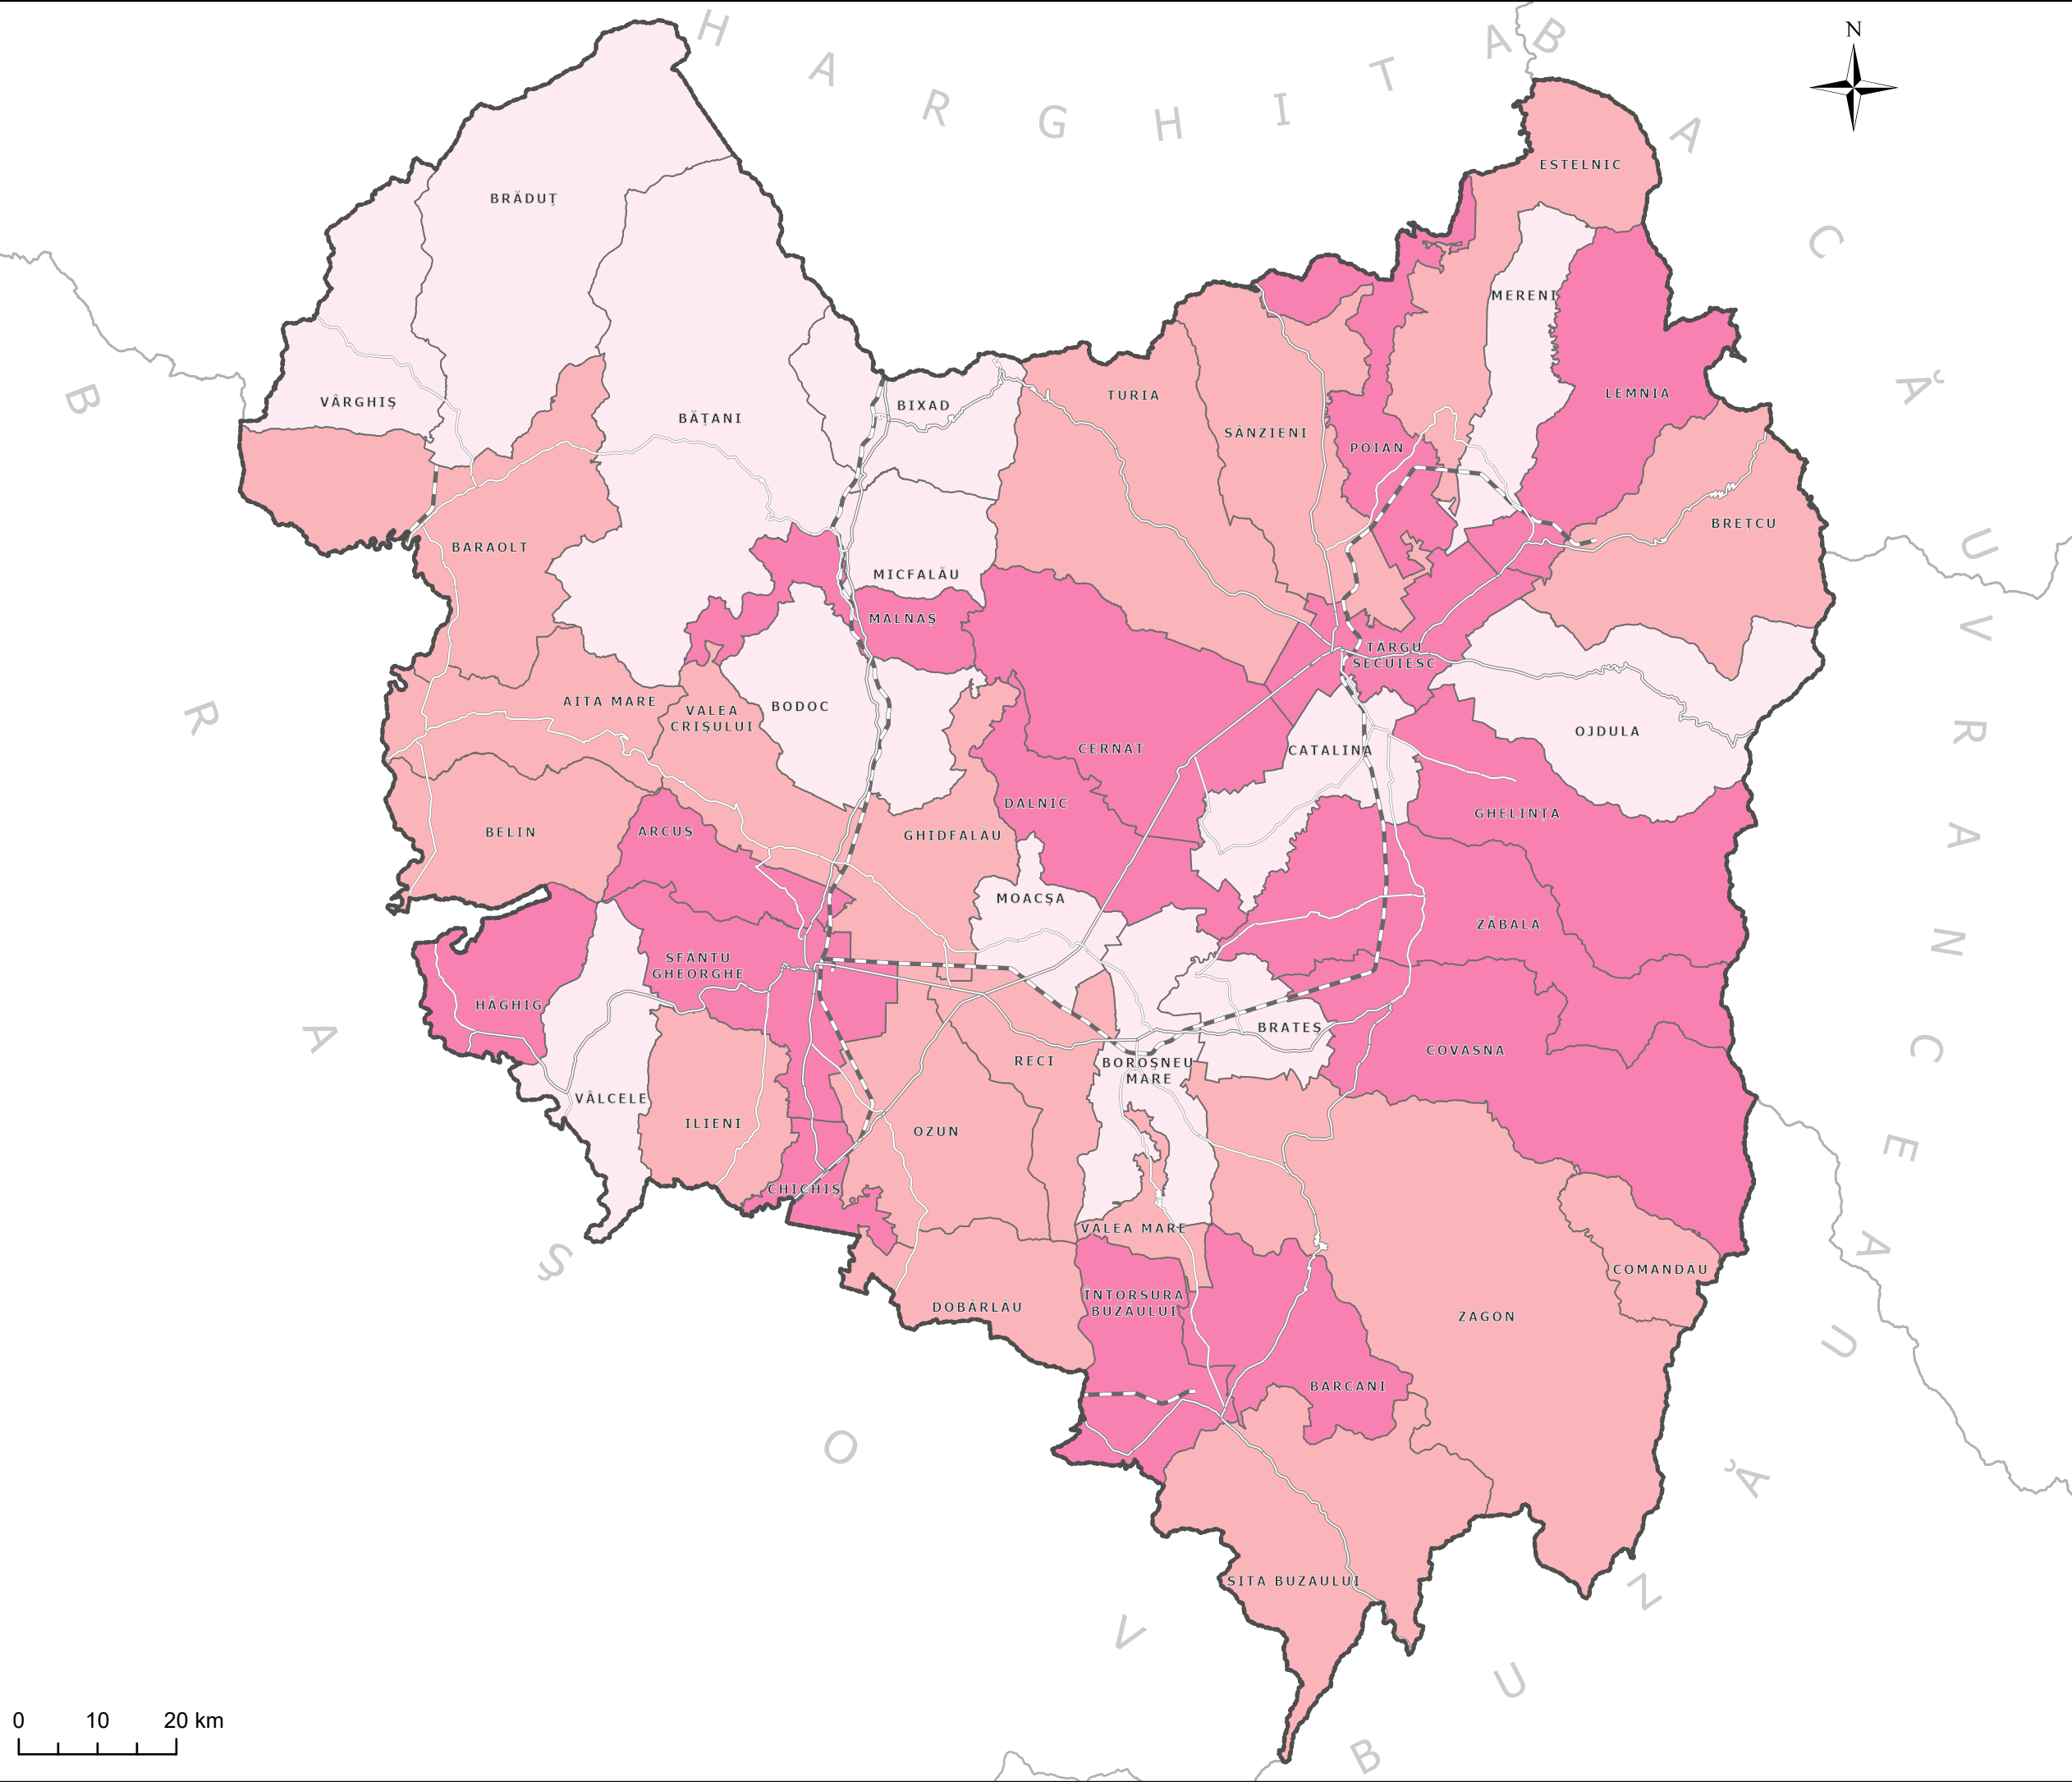 HARGHITA
BACĂU
N
ESTELNIC
BRĂDUȚ
MERENI
LEMNIA
TURIA
VÂRGHIȘ
BIXAD
BĂȚANI
SÂNZIENI
POIAN
BRETCU
BARAOLT
MICFALĂU
MALNAȘ
TÂRGU
SECUIESC
AITA MARE
VALEA
CRIȘULUI
BODOC
OJDULA
CERNAT
CATALINA
DALNIC
GHELINȚA
BELIN
ARCUȘ
GHIDFALĂU
MOACȘA
ZĂBALA
SFÂNTU
GHEORGHE
HĂGHIG
BRATEȘ
COVASNA
RECI
BOROȘNEU
MARE
VÂLCELE
ILIENI
OZUN
CHICHIȘ
VALEA MARE
COMANDĂU
ÎNTORSURA
BUZĂULUI
DOBÂRLĂU
ZAGON
BARCANI
SITA BUZĂULUI
BRAȘOV
VRANCEA
BUZĂU
0 10 20 km